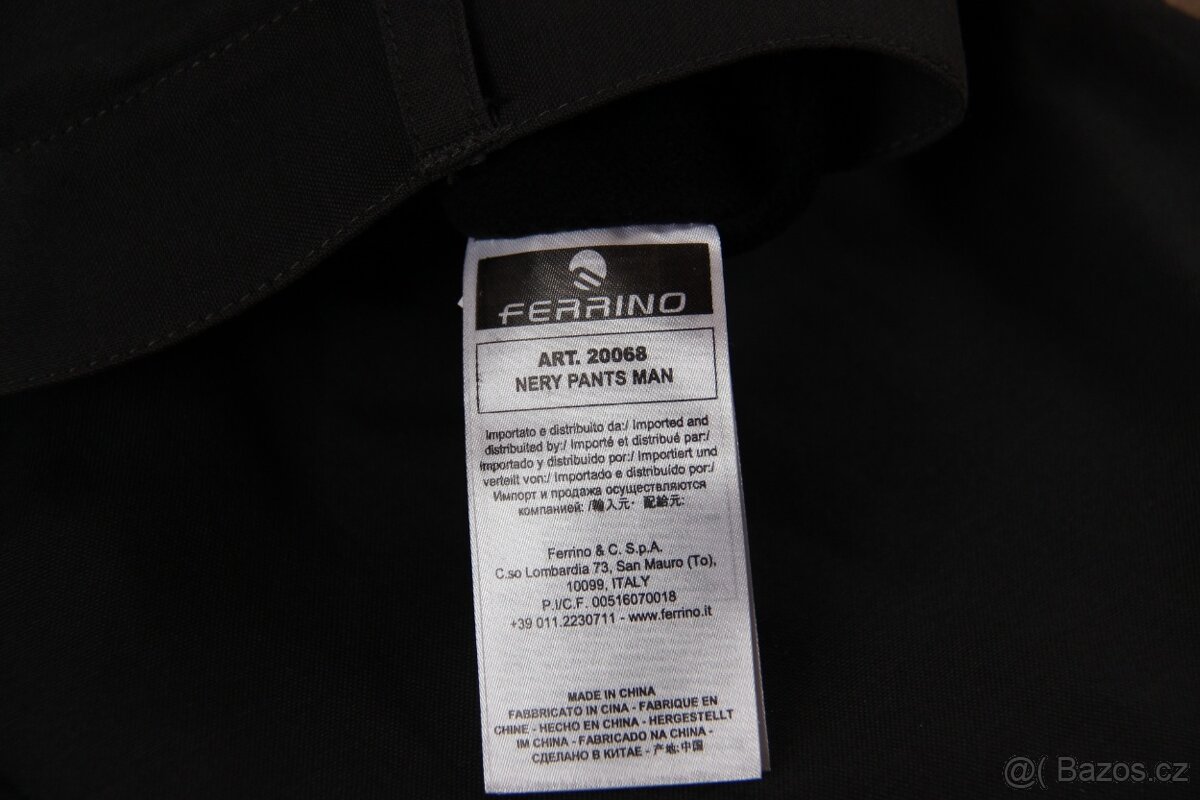 FERRINO
ART. 20068
NERY PANTS MAN
Importato e distribuito da:/ Imported and
distributed by:/ Importé et distribué par:/
Importado y distribuido por:/ Importiert und
verteilt von:/ Importado e distribuido por:/
Импорт и продажа осуществляются
компанией: /輸入元· 配給元:
Ferrino & C. S.p.A.
C.so Lombardia 73, San Mauro (To),
10099, ITALY
P.I/C.F. 00516070018
+39 011.2230711 - www.ferrino.it
MADE IN CHINA
FABBRICATO IN CINA - FABRIQUE EN
CHINE - HECHO EN CHINA - HERGESTELLT
IM CHINA - FABRICADO NA CHINA -
СДЕЛАНО В КИТАЕ - 产地:中国
@( Bazos.cz